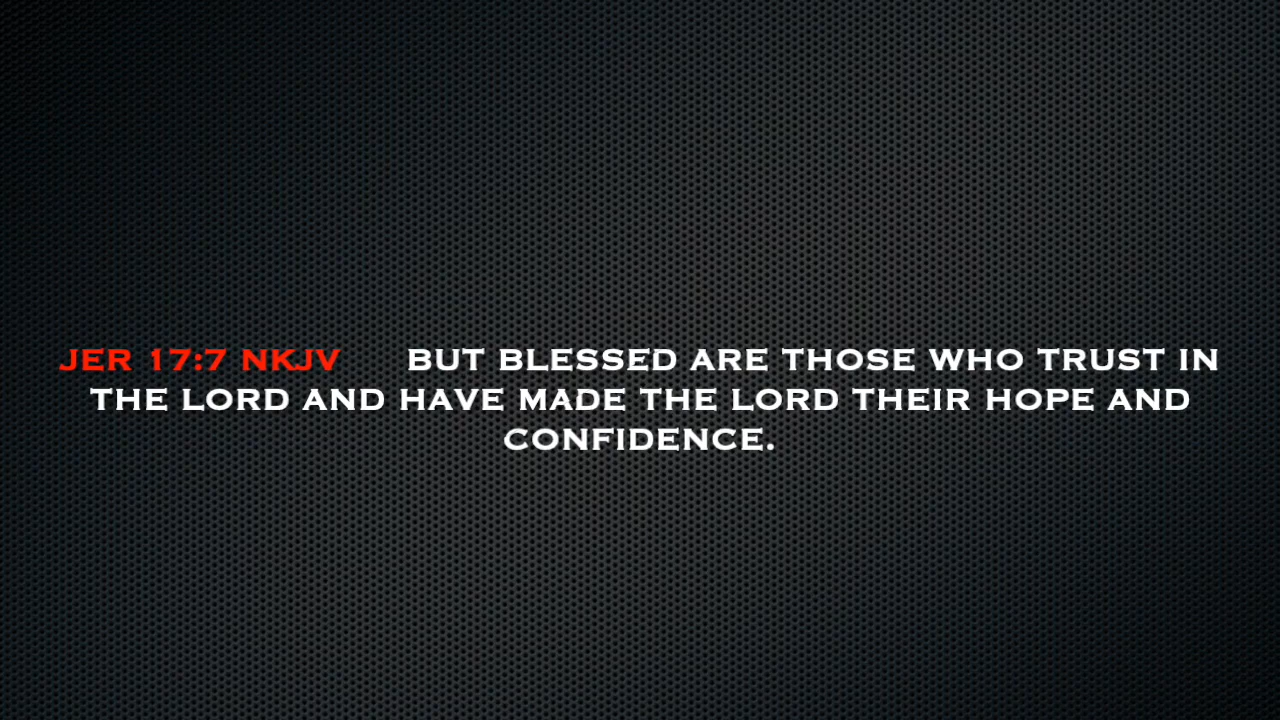 JER 17:7 NKJV BUT BLESSED ARE THOSE WHO TRUST IN
THE LORD AND HAVE MADE THE LORD THEIR HOPE AND
CONFIDENCE.